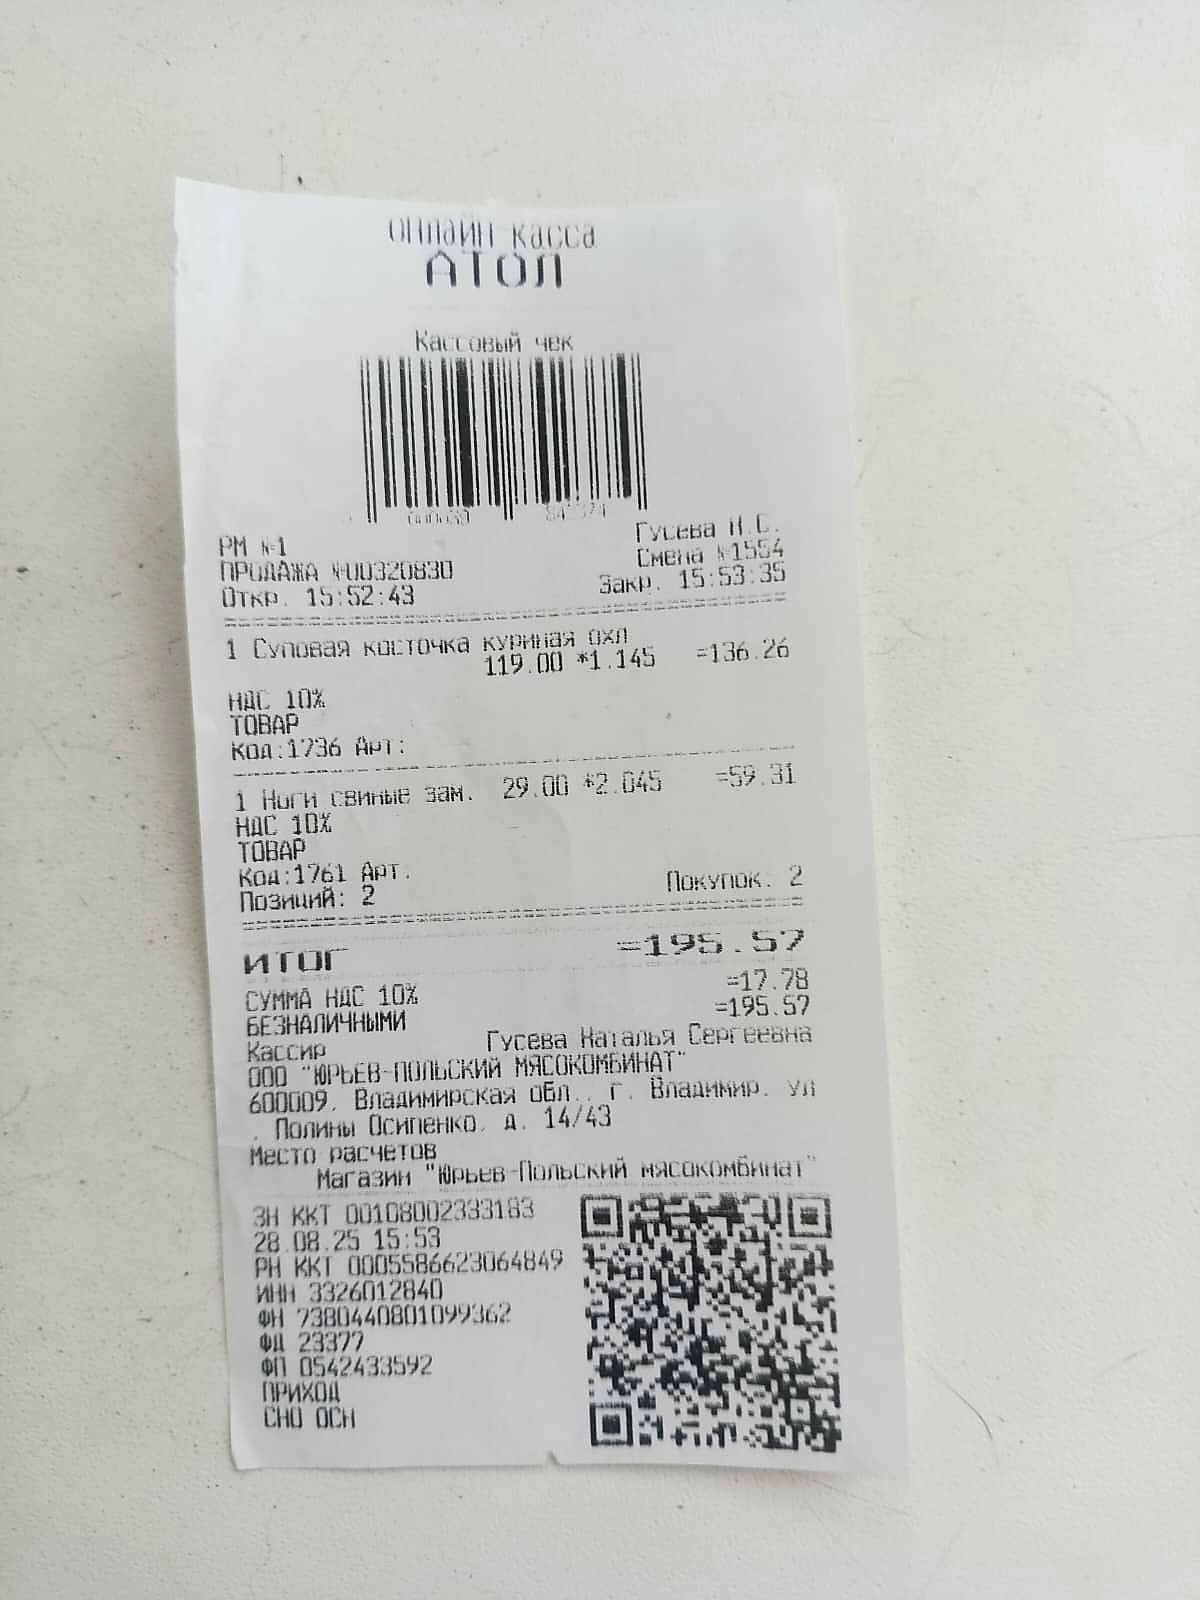 онлайн касса
АТОЛ
Кассовый чек
РМ №1 Гусева Н.С.
ПРОДАЖА №00320830 Смена №1554
Откр. 15:52:43 Закр. 15:53:35
1 Суповая косточка куриная охл
119.00 *1.145 =136.26
НДС 10%
ТОВАР
Код:1736 Арт:
1 Ноги свиные зам. 29.00 *2.045 =59.31
НДС 10%
ТОВАР
Код:1761 Арт.
Позиций: 2 Покупок. 2
ИТОГ =195.57
СУММА НДС 10% =17.78
БЕЗНАЛИЧНЫМИ =195.57
Кассир Гусева Наталья Сергеевна
ООО "ЮРЬЕВ-ПОЛЬСКИЙ МЯСОКОМБИНАТ"
600009, Владимирская обл., г. Владимир, ул
. Полины Осипенко, д. 14/43
Место расчетов
Магазин "Юрьев-Польский мясокомбинат"
ЗН ККТ 00108002333183
28.08.25 15:53
РН ККТ 0005586623064849
ИНН 3326012840
ФН 7380440801099362
ФД 23377
ФП 0542433592
ПРИХОД
СНО ОСН